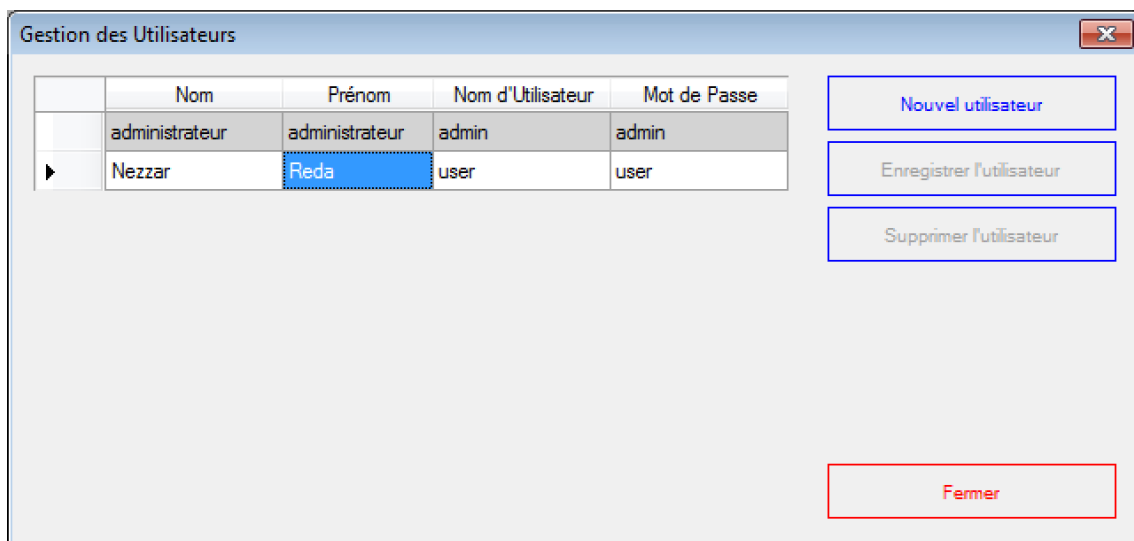 Gestion des Utilisateurs
Nom Prénom Nom d'Utilisateur Mot de Passe
administrateur administrateur admin admin
Nezzar Reda user user
Nouvel utilisateur
Enregistrer l'utilisateur
Supprimer l'utilisateur
Fermer